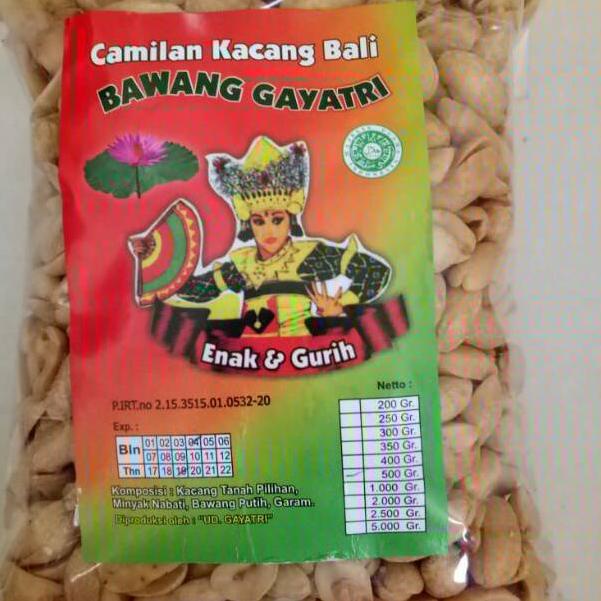 Camilan Kacang Bali
BAWANG GAYATRI
Enak & Gurih
P.IRT.no 2.15.3515.01.0532-20
Exp. :
Bln 01 02 03 04 05 06
07 08 09 10 11 12
Thn 17 18 19 20 21 22
Komposisi : Kacang Tanah Pilihan,
Minyak Nabati, Bawang Putih, Garam.
Diproduksi oleh : "UD. GAYATRI"
Netto :
200 Gr.
250 Gr.
300 Gr.
350 Gr.
400 Gr.
500 Gr.
1.000 Gr.
2.000 Gr.
2.500 Gr.
5.000 Gr.